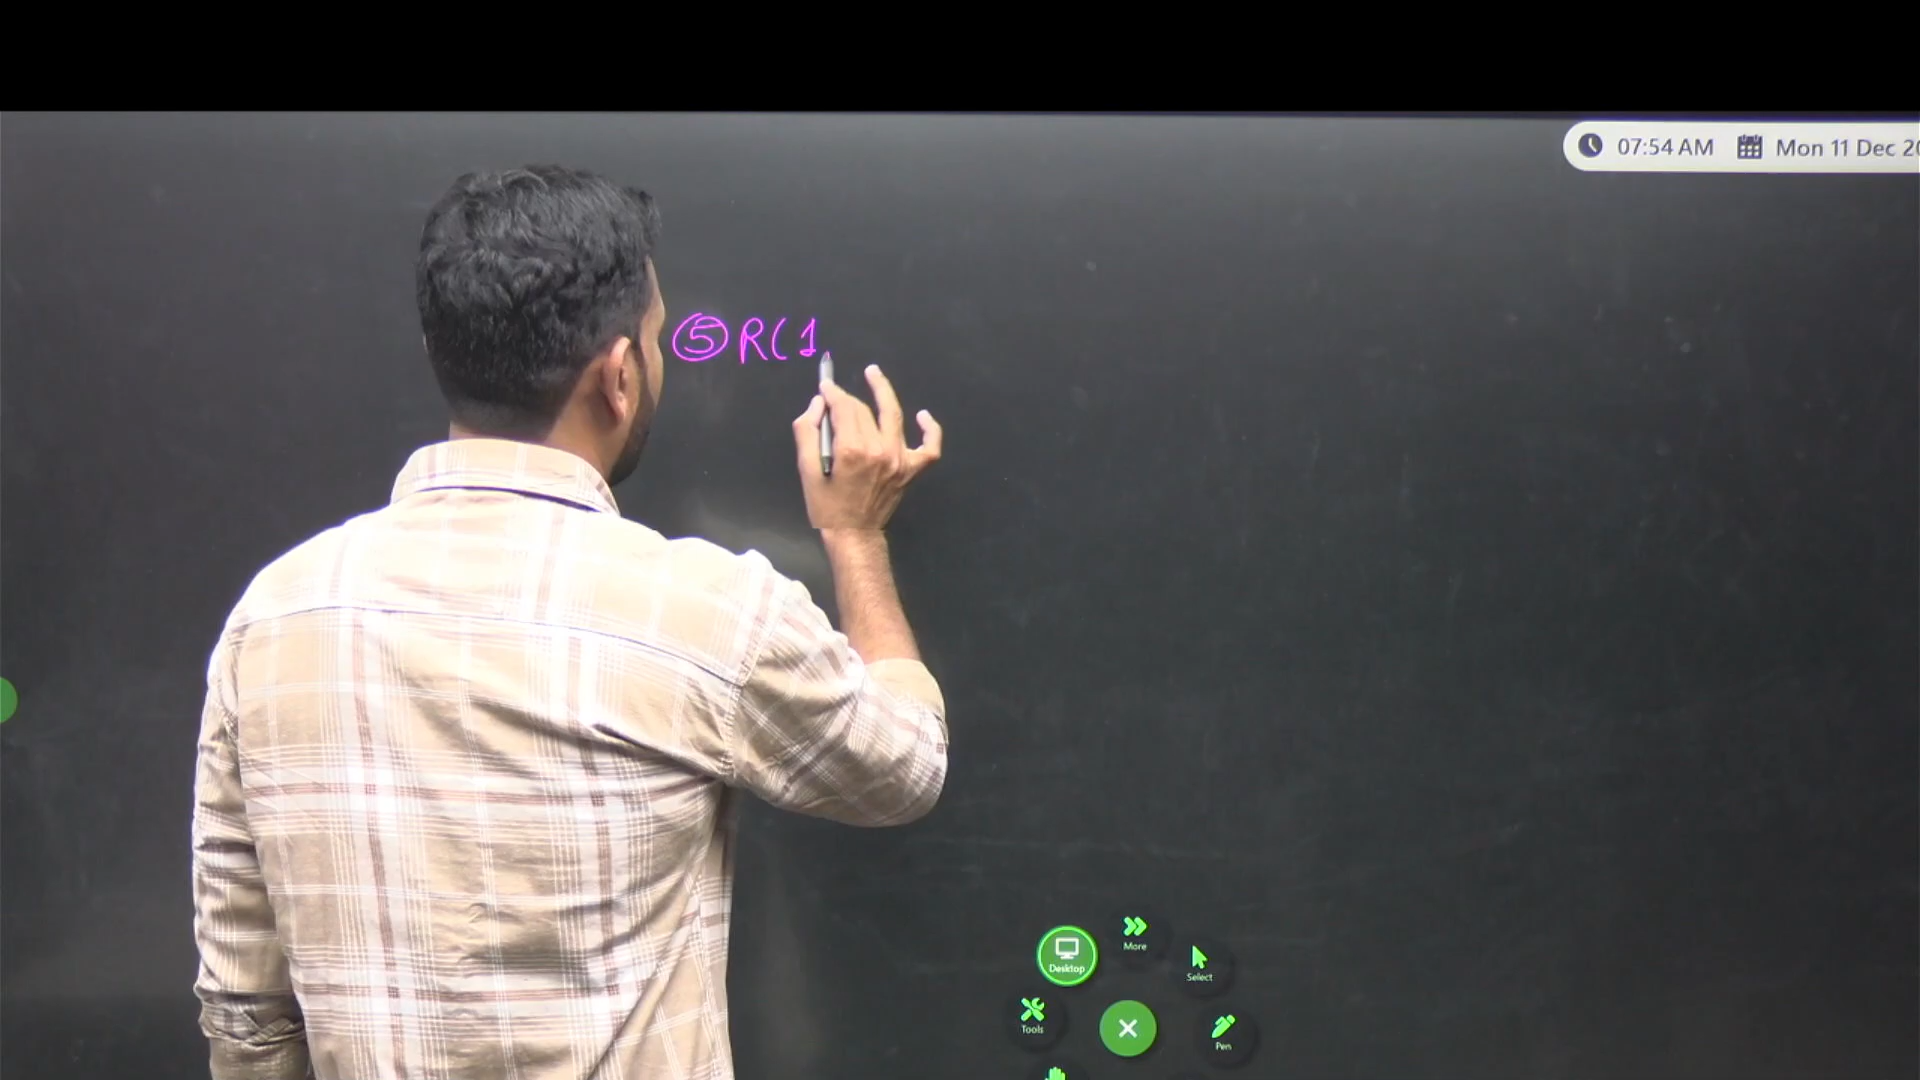 07:54 AM Mon 11 Dec 20
⑤ R(1
More
Desktop
Select
Tools
Pen